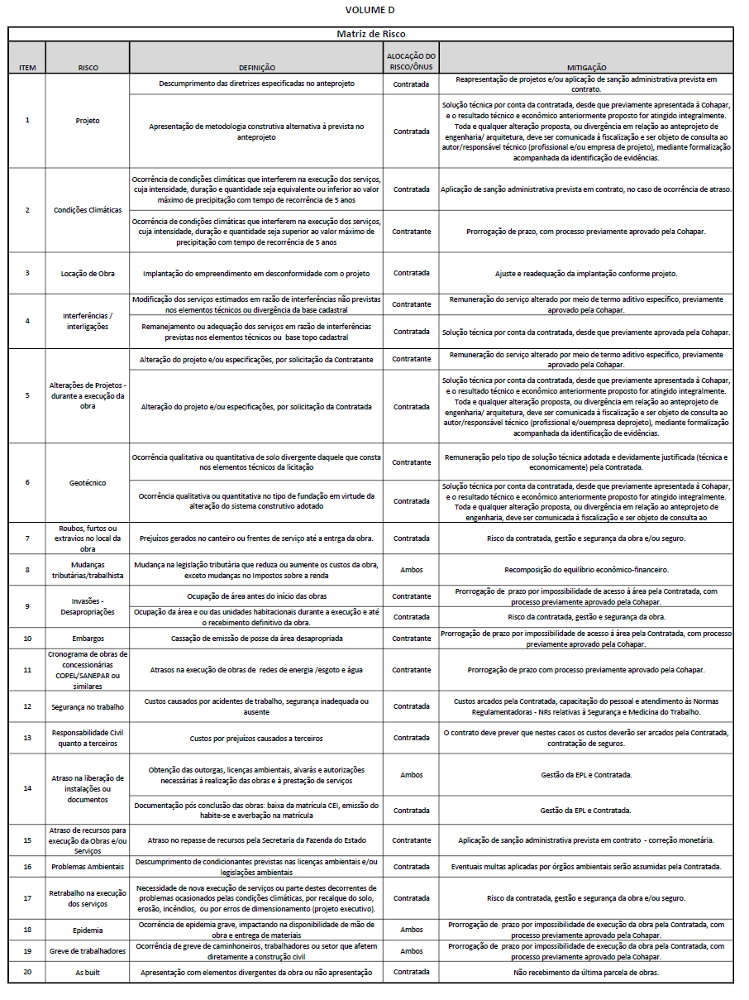 VOLUME D
Matriz de Risco
ITEM
RISCO
DEFINIÇÃO
ALOCAÇÃO DO
RISCO/ÔNUS
MITIGAÇÃO
1
Projeto
Descumprimento das diretrizes especificadas no anteprojeto
Contratada
Reapresentação de projetos e/ou aplicação de sanção administrativa prevista em
contrato.
Apresentação de metodologia construtiva alternativa à prevista no
anteprojeto
Contratada
Solução técnica por conta da contratada, desde que previamente apresentada à Cohapar,
e o resultado técnico e econômico anteriormente proposto for atingido integralmente.
Toda e qualquer alteração proposta, ou divergência em relação ao anteprojeto de
engenharia/ arquitetura, deve ser comunicada à fiscalização e ser objeto de consulta ao
autor/responsável técnico (profissional e/ou empresa de projeto), mediante formalização
acompanhada da identificação de evidências.
2
Condições Climáticas
Ocorrência de condições climáticas que interferem na execução dos serviços,
cuja intensidade, duração e quantidade seja equivalente ou inferior ao valor
máximo de precipitação com tempo de recorrência de 5 anos
Contratada
Aplicação de sanção administrativa prevista em contrato, no caso de ocorrência de atraso.
Ocorrência de condições climáticas que interferem na execução dos serviços,
cuja intensidade, duração e quantidade seja superior ao valor máximo de
precipitação com tempo de recorrência de 5 anos
Contratante
Prorrogação de prazo, com processo previamente aprovado pela Cohapar.
3
Locação de Obra
Implantação do empreendimento em desconformidade com o projeto
Contratada
Ajuste e readequação da implantação conforme projeto.
4
Interferências /
interligações
Modificação dos serviços estimados em razão de interferências não previstas
nos elementos técnicos ou divergência da base cadastral
Contratante
Remuneração do serviço alterado por meio de termo aditivo específico, previamente
aprovado pela Cohapar.
Remanejamento ou adequação dos serviços em razão de interferências
previstas nos elementos técnicos ou base topo cadastral
Contratada
Solução técnica por conta da contratada, desde que previamente aprovada pela Cohapar.
5
Alterações de Projetos -
durante a execução da
obra
Alteração do projeto e/ou especificações, por solicitação da Contratante
Contratante
Remuneração do serviço alterado por meio de termo aditivo específico, previamente
aprovado pela Cohapar.
Alteração do projeto e/ou especificações, por solicitação da Contratada
Contratada
Solução técnica por conta da contratada, desde que previamente apresentada à Cohapar,
e o resultado técnico e econômico anteriormente proposto for atingido integralmente.
Toda e qualquer alteração proposta, ou divergência em relação ao anteprojeto de
engenharia/ arquitetura, deve ser comunicada à fiscalização e ser objeto de consulta ao
autor/responsável técnico (profissional e/ouempresa deprojeto), mediante formalização
acompanhada da identificação de evidências.
6
Geotécnico
Ocorrência qualitativa ou quantitativa de solo divergente daquele que consta
nos elementos técnicos da licitação
Contratante
Remuneração pelo tipo de solução técnica adotada e devidamente justificada (técnica e
economicamente) pela Contratada.
Ocorrência qualitativa ou quantitativa no tipo de fundação em virtude da
alteração do sistema construtivo adotado
Contratada
Solução técnica por conta da contratada, desde que previamente apresentada à Cohapar,
e o resultado técnico e econômico anteriormente proposto for atingido integralmente.
Toda e qualquer alteração proposta, ou divergência em relação ao anteprojeto de
engenharia, deve ser comunicada à fiscalização e ser objeto de consulta ao
7
Roubos, furtos ou
extravios no local da
obra
Prejuízos gerados no canteiro ou frentes de serviço até a entrga da obra.
Contratada
Risco da contratada, gestão e segurança da obra e/ou seguro.
8
Mudanças
tributárias/trabalhista
Mudança na legislação tributária que reduza ou aumente os custos da obra,
exceto mudanças no Impostos sobre a renda
Ambos
Recomposição do equilíbrio econômico-financeiro.
9
Invasões -
Desapropriações
Ocupação de área antes do início das obras
Contratante
Prorrogação de prazo por impossibilidade de acesso à área pela Contratada, com
processo previamente aprovado pela Cohapar.
Ocupação da área e ou das unidades habitacionais durante a execução e até
o recebimento definitivo da obra.
Contratada
Risco da contratada, gestão e segurança da obra.
10
Embargos
Cassação de emissão de posse da área desapropriada
Contratante
Prorrogação de prazo por impossibilidade de acesso à área pela Contratada, com processo
previamente aprovado pela Cohapar.
11
Cronograma de obras de
concessionárias
COPEL/SANEPAR ou
similares
Atrasos na execução de obras de redes de energia /esgoto e água
Contratante
Prorrogação de prazo com processo previamente aprovado pela Cohapar.
12
Segurança no trabalho
Custos causados por acidentes de trabalho, segurança inadequada ou
ausente
Contratada
Custos arcados pela Contratada, capacitação do pessoal e atendimento às Normas
Regulamentadoras - NRs relativas à Segurança e Medicina do Trabalho.
13
Responsabilidade Civil
quanto a terceiros
Custos por prejuízos causados a terceiros
Contratada
O contrato deve prever que nestes casos os custos deverão ser arcados pela Contratada,
contratação de seguros.
14
Atraso na liberação de
instalações ou
documentos
Obtenção das outorgas, licenças ambientais, alvarás e autorizações
necessárias à realização das obras e à prestação de serviços
Ambos
Gestão da EPL e Contratada.
Documentação pós conclusão das obras: baixa da matrícula CEI, emissão do
habite-se e averbação na matrícula
Contratada
Gestão da EPL e Contratada.
15
Atraso de recursos para
execução da Obras e/ou
Serviços
Atraso no repasse de recursos pela Secretaria da Fazenda do Estado
Contratante
Aplicação de sanção administrativa prevista em contrato - correção monetária.
16
Problemas Ambientais
Descumprimento de condicionantes previstas nas licenças ambientais e/ou
legislações ambientais
Contratada
Eventuais multas aplicadas por órgãos ambientais serão assumidas pela Contratada.
17
Retrabalho na execução
dos serviços
Necessidade de nova execução de serviços ou parte destes decorrentes de
problemas ocasionados pelas condições climáticas, por recalque do solo,
erosão, incêndios, ou por erros de dimensionamento (projeto executivo).
Contratada
Risco da contratada, gestão e segurança da obra e/ou seguro.
18
Epidemia
Ocorrência de epidemia grave, impactando na disponibilidade de mão de
obra e entrega de materiais
Ambos
Prorrogação de prazo por impossibilidade de execução da obra pela Contratada, com
processo previamente aprovado pela Cohapar.
19
Greve de trabalhadores
Ocorrência de greve de caminhoneiros, trabalhadores ou setor que afetem
diretamente a construção civil
Ambos
Prorrogação de prazo por impossibilidade de execução da obra pela Contratada, com
processo previamente aprovado pela Cohapar.
20
As built
Apresentação com elementos divergentes da obra ou não apresentação
Contratada
Não recebimento da última parcela de obras.